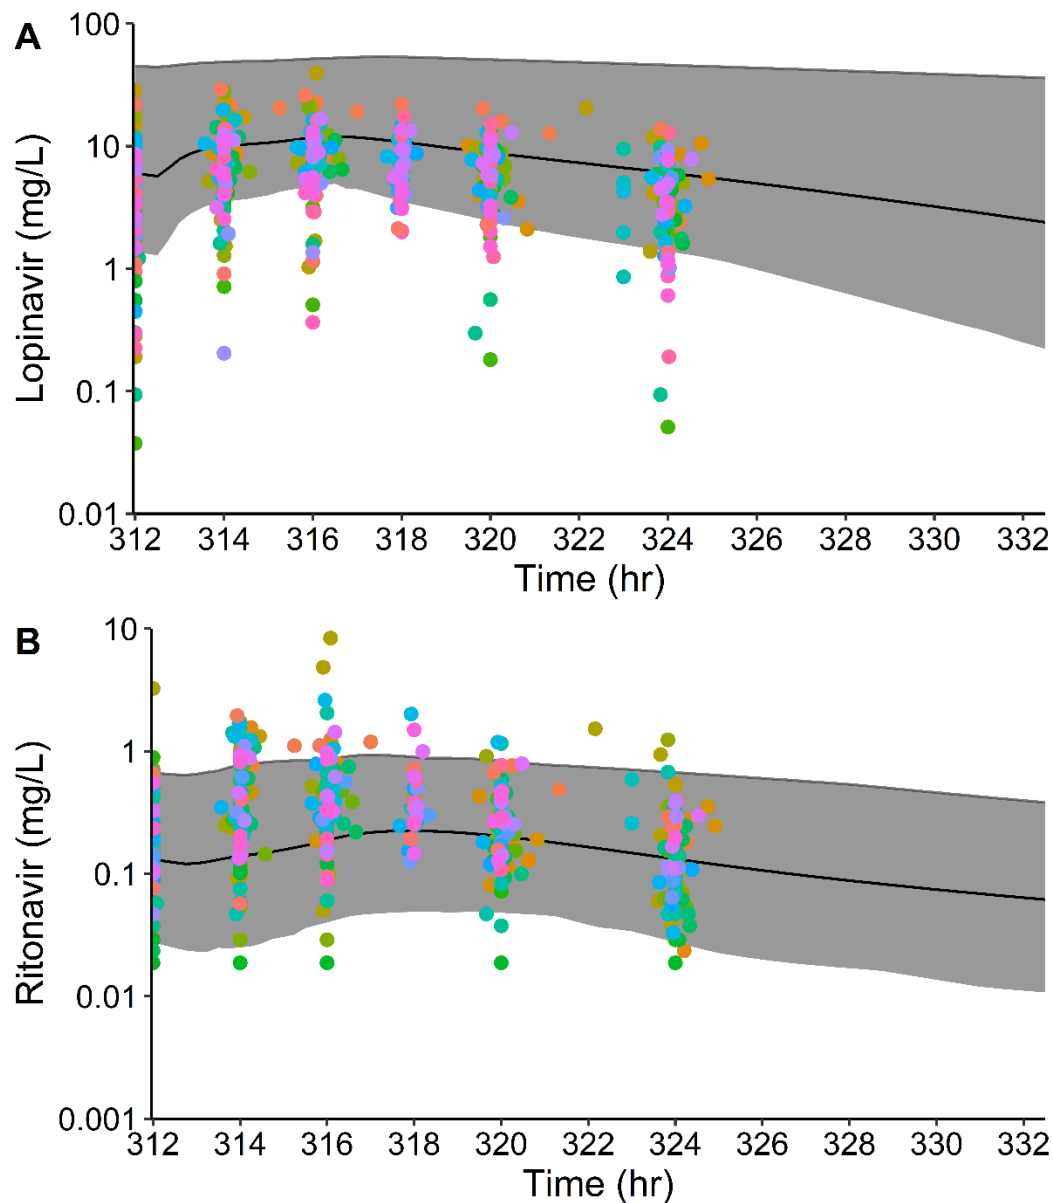 A
Lopinavir (mg/L)
100
10
1
0.1
0.01
312 314 316 318 320 322 324 326 328 330 332
Time (hr)
B
Ritonavir (mg/L)
10
1
0.1
0.01
0.001
312 314 316 318 320 322 324 326 328 330 332
Time (hr)